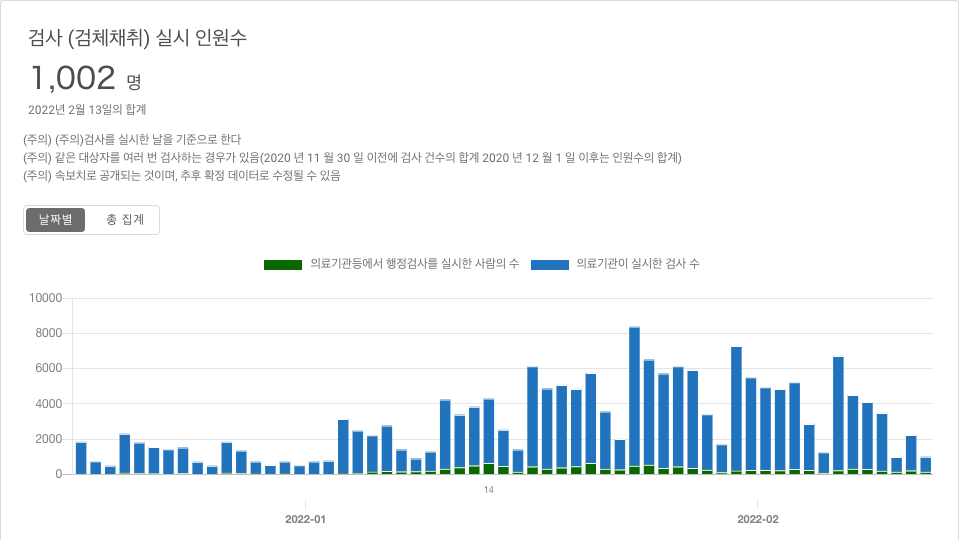 검사 (검체채취) 실시 인원수
1,002 명
2022년 2월 13일의 합계
(주의) (주의)검사를 실시한 날을 기준으로 한다
(주의) 같은 대상자를 여러 번 검사하는 경우가 있음(2020 년 11 월 30 일 이전에 검사 건수의 합계 2020 년 12 월 1 일 이후는 인원수의 합계)
(주의) 속보치로 공개되는 것이며, 추후 확정 데이터로 수정될 수 있음
날짜별 총 집계
의료기관등에서 행정검사를 실시한 사람의 수 의료기관이 실시한 검사 수
10000
8000
6000
4000
2000
0
14
2022-01 2022-02